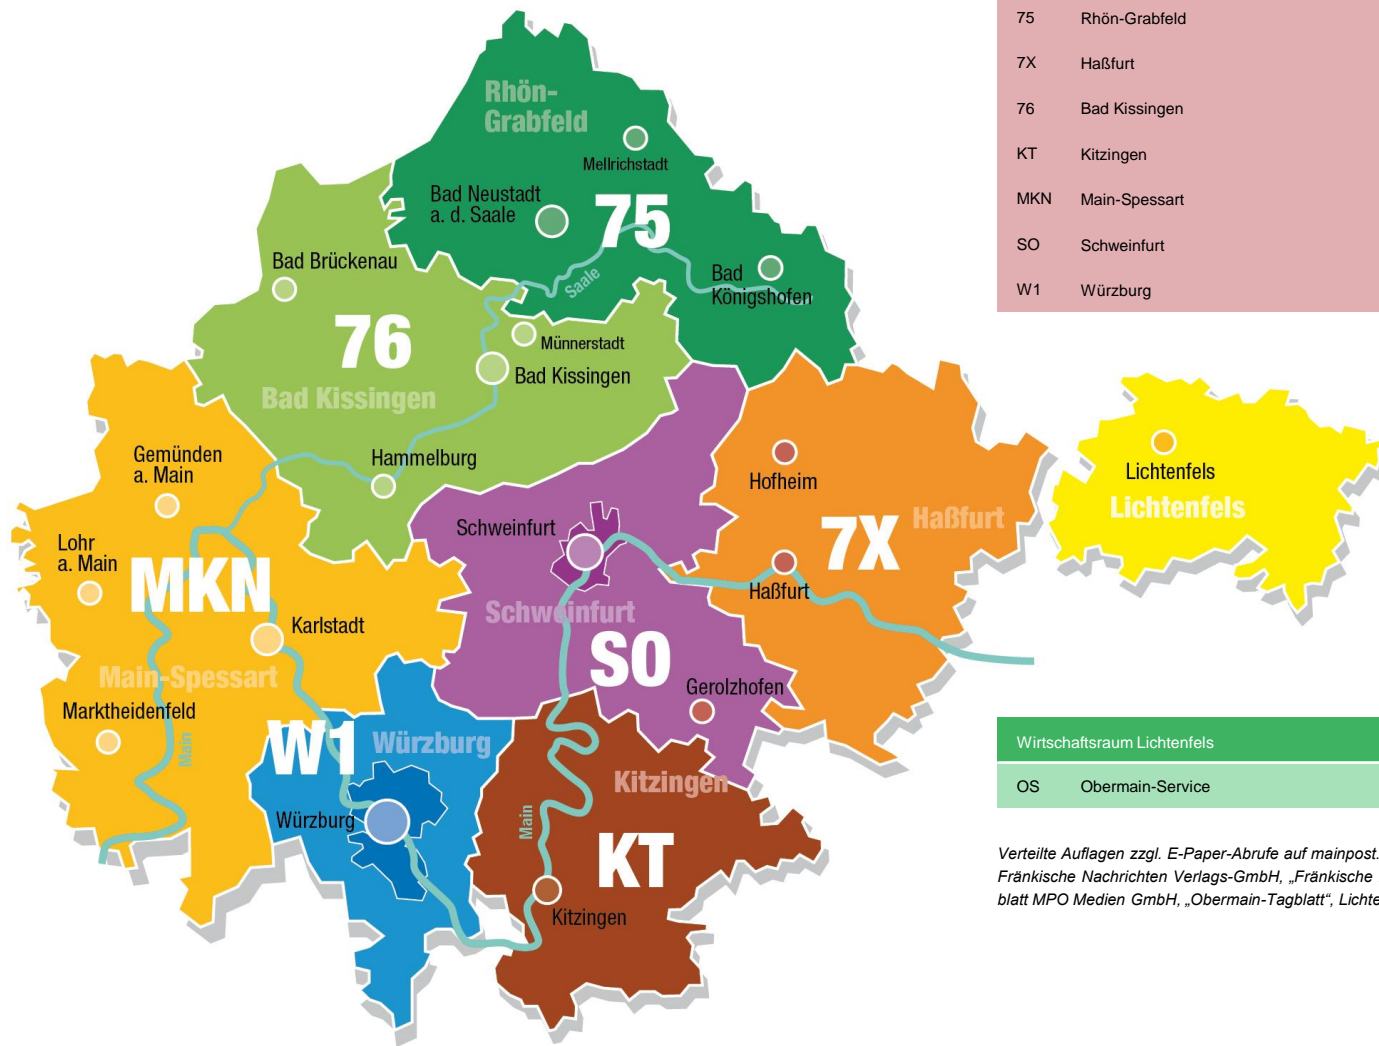 Rhön-
Grabfeld
Mellrichstadt
Bad Neustadt
a. d. Saale
75
Saale
Bad
Königshofen
Bad Brückenau
76
Münnerstadt
Bad Kissingen
Bad Kissingen
Hammelburg
Gemünden
a. Main
Lohr
a. Main
MKN
Karlstadt
Main-Spessart
Marktheidenfeld
Main
Schweinfurt
Schweinfurt
SO
Gerolzhofen
Hofheim
7X
Haßfurt
Haßfurt
Lichtenfels
Lichtenfels
W1
Würzburg
Würzburg
Kitzingen
Main
KT
Kitzingen
75 Rhön-Grabfeld
7X Haßfurt
76 Bad Kissingen
KT Kitzingen
MKN Main-Spessart
SO Schweinfurt
W1 Würzburg
Wirtschaftsraum Lichtenfels
OS Obermain-Service
Verteilte Auflagen zzgl. E-Paper-Abrufe auf mainpost.
Fränkische Nachrichten Verlags-GmbH, „Fränkische
blatt MPO Medien GmbH, „Obermain-Tagblatt“, Lichte